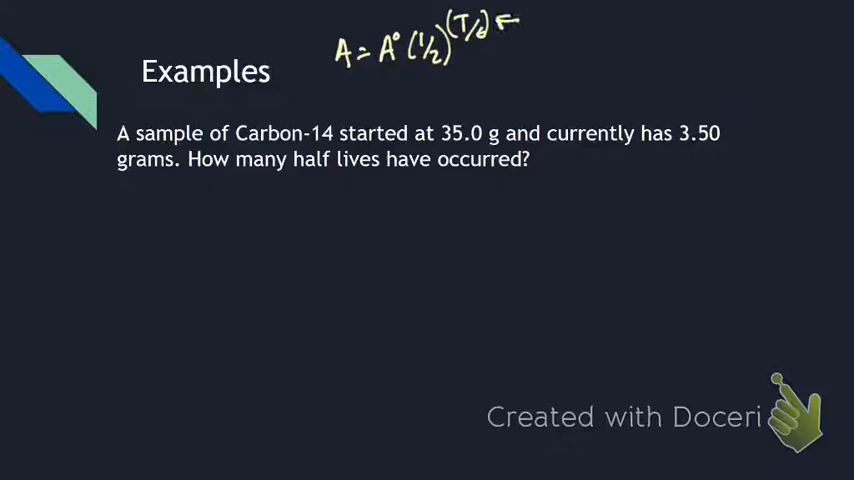 A = A° (1/2)^(T/d) ←
Examples
A sample of Carbon-14 started at 35.0 g and currently has 3.50
grams. How many half lives have occurred?
Created with Doceri